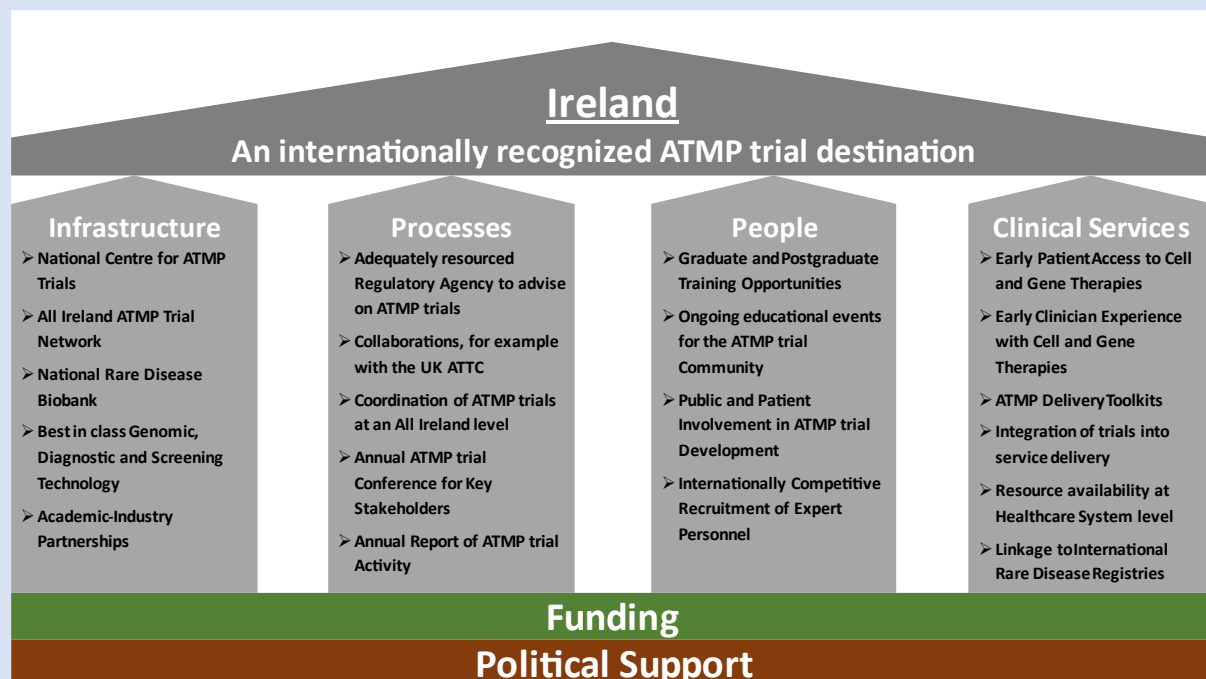 Ireland
An internationally recognized ATMP trial destination
Infrastructure
➢ National Centre for ATMP
Trials
➢ All Ireland ATMP Trial
Network
➢ National Rare Disease
Biobank
➢ Best in class Genomic,
Diagnostic and Screening
Technology
➢ Academic-Industry
Partnerships
Processes
➢ Adequately resourced
Regulatory Agency to advise
on ATMP trials
➢ Collaborations, for example
with the UK ATTC
➢ Coordination of ATMP trials
at an All Ireland level
➢ Annual ATMP trial
Conference for Key
Stakeholders
➢ Annual Report of ATMP trial
Activity
People
➢ Graduate and Postgraduate
Training Opportunities
➢ Ongoing educational events
for the ATMP trial
Community
➢ Public and Patient
Involvement in ATMP trial
Development
➢ Internationally Competitive
Recruitment of Expert
Personnel
Clinical Services
➢ Early Patient Access to Cell
and Gene Therapies
➢ Early Clinician Experience
with Cell and Gene
Therapies
➢ ATMP Delivery Toolkits
➢ Integration of trials into
service delivery
➢ Resource availability at
Healthcare System level
➢ Linkage to International
Rare Disease Registries
Funding
Political Support